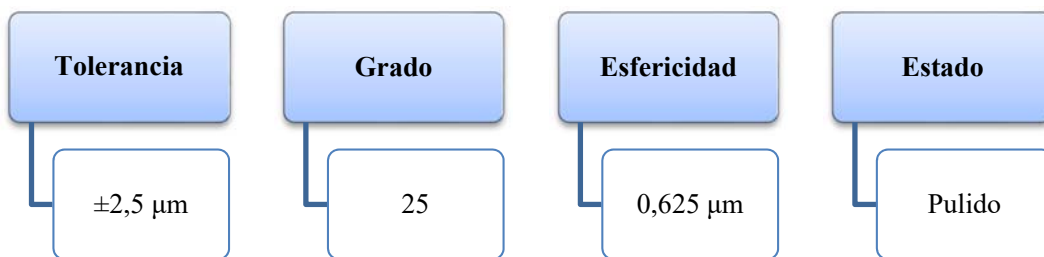 Tolerancia
Grado
Esfericidad
Estado
±2,5 μm
25
0,625 μm
Pulido